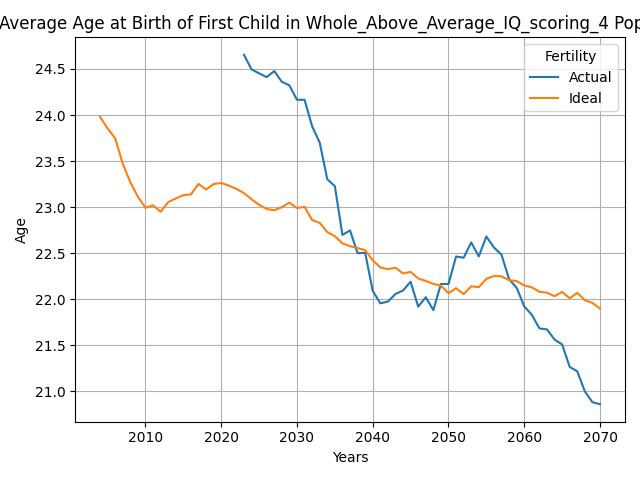 Average Age at Birth of First Child in Whole_Above_Average_IQ_scoring_4 Pop
Fertility
Actual
Ideal
24.5
24.0
23.5
23.0
22.5
22.0
21.5
21.0
Age
2010 2020 2030 2040 2050 2060 2070
Years